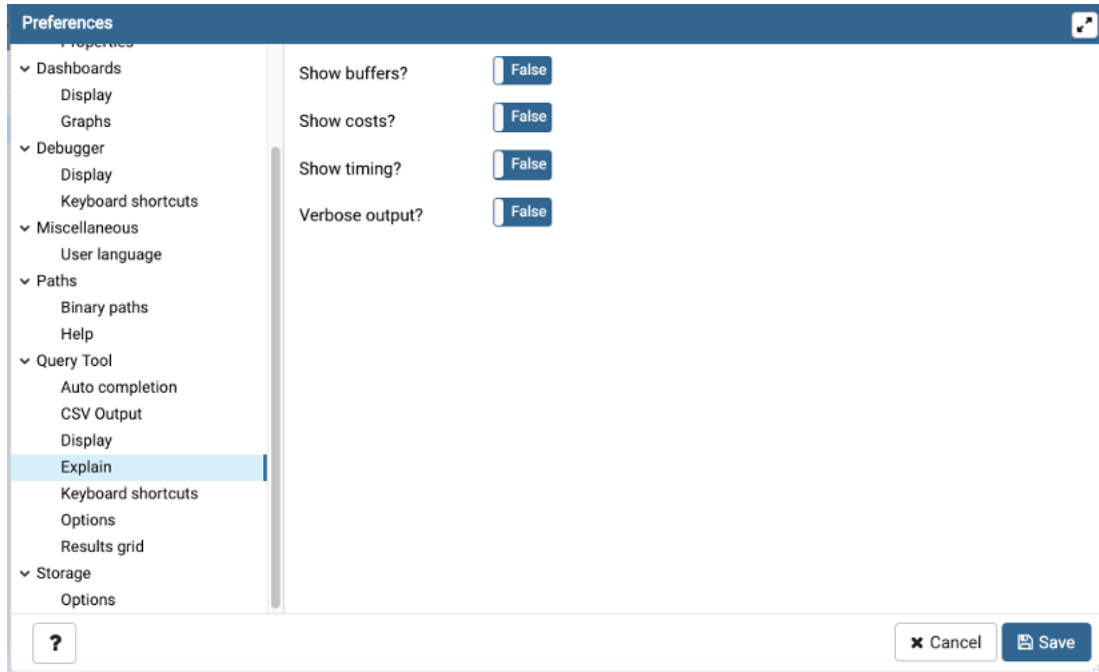 Preferences
Properties
Dashboards
Display
Graphs
Debugger
Display
Keyboard shortcuts
Miscellaneous
User language
Paths
Binary paths
Help
Query Tool
Auto completion
CSV Output
Display
Explain
Keyboard shortcuts
Options
Results grid
Storage
Options
Show buffers? False
Show costs? False
Show timing? False
Verbose output? False
? Cancel Save